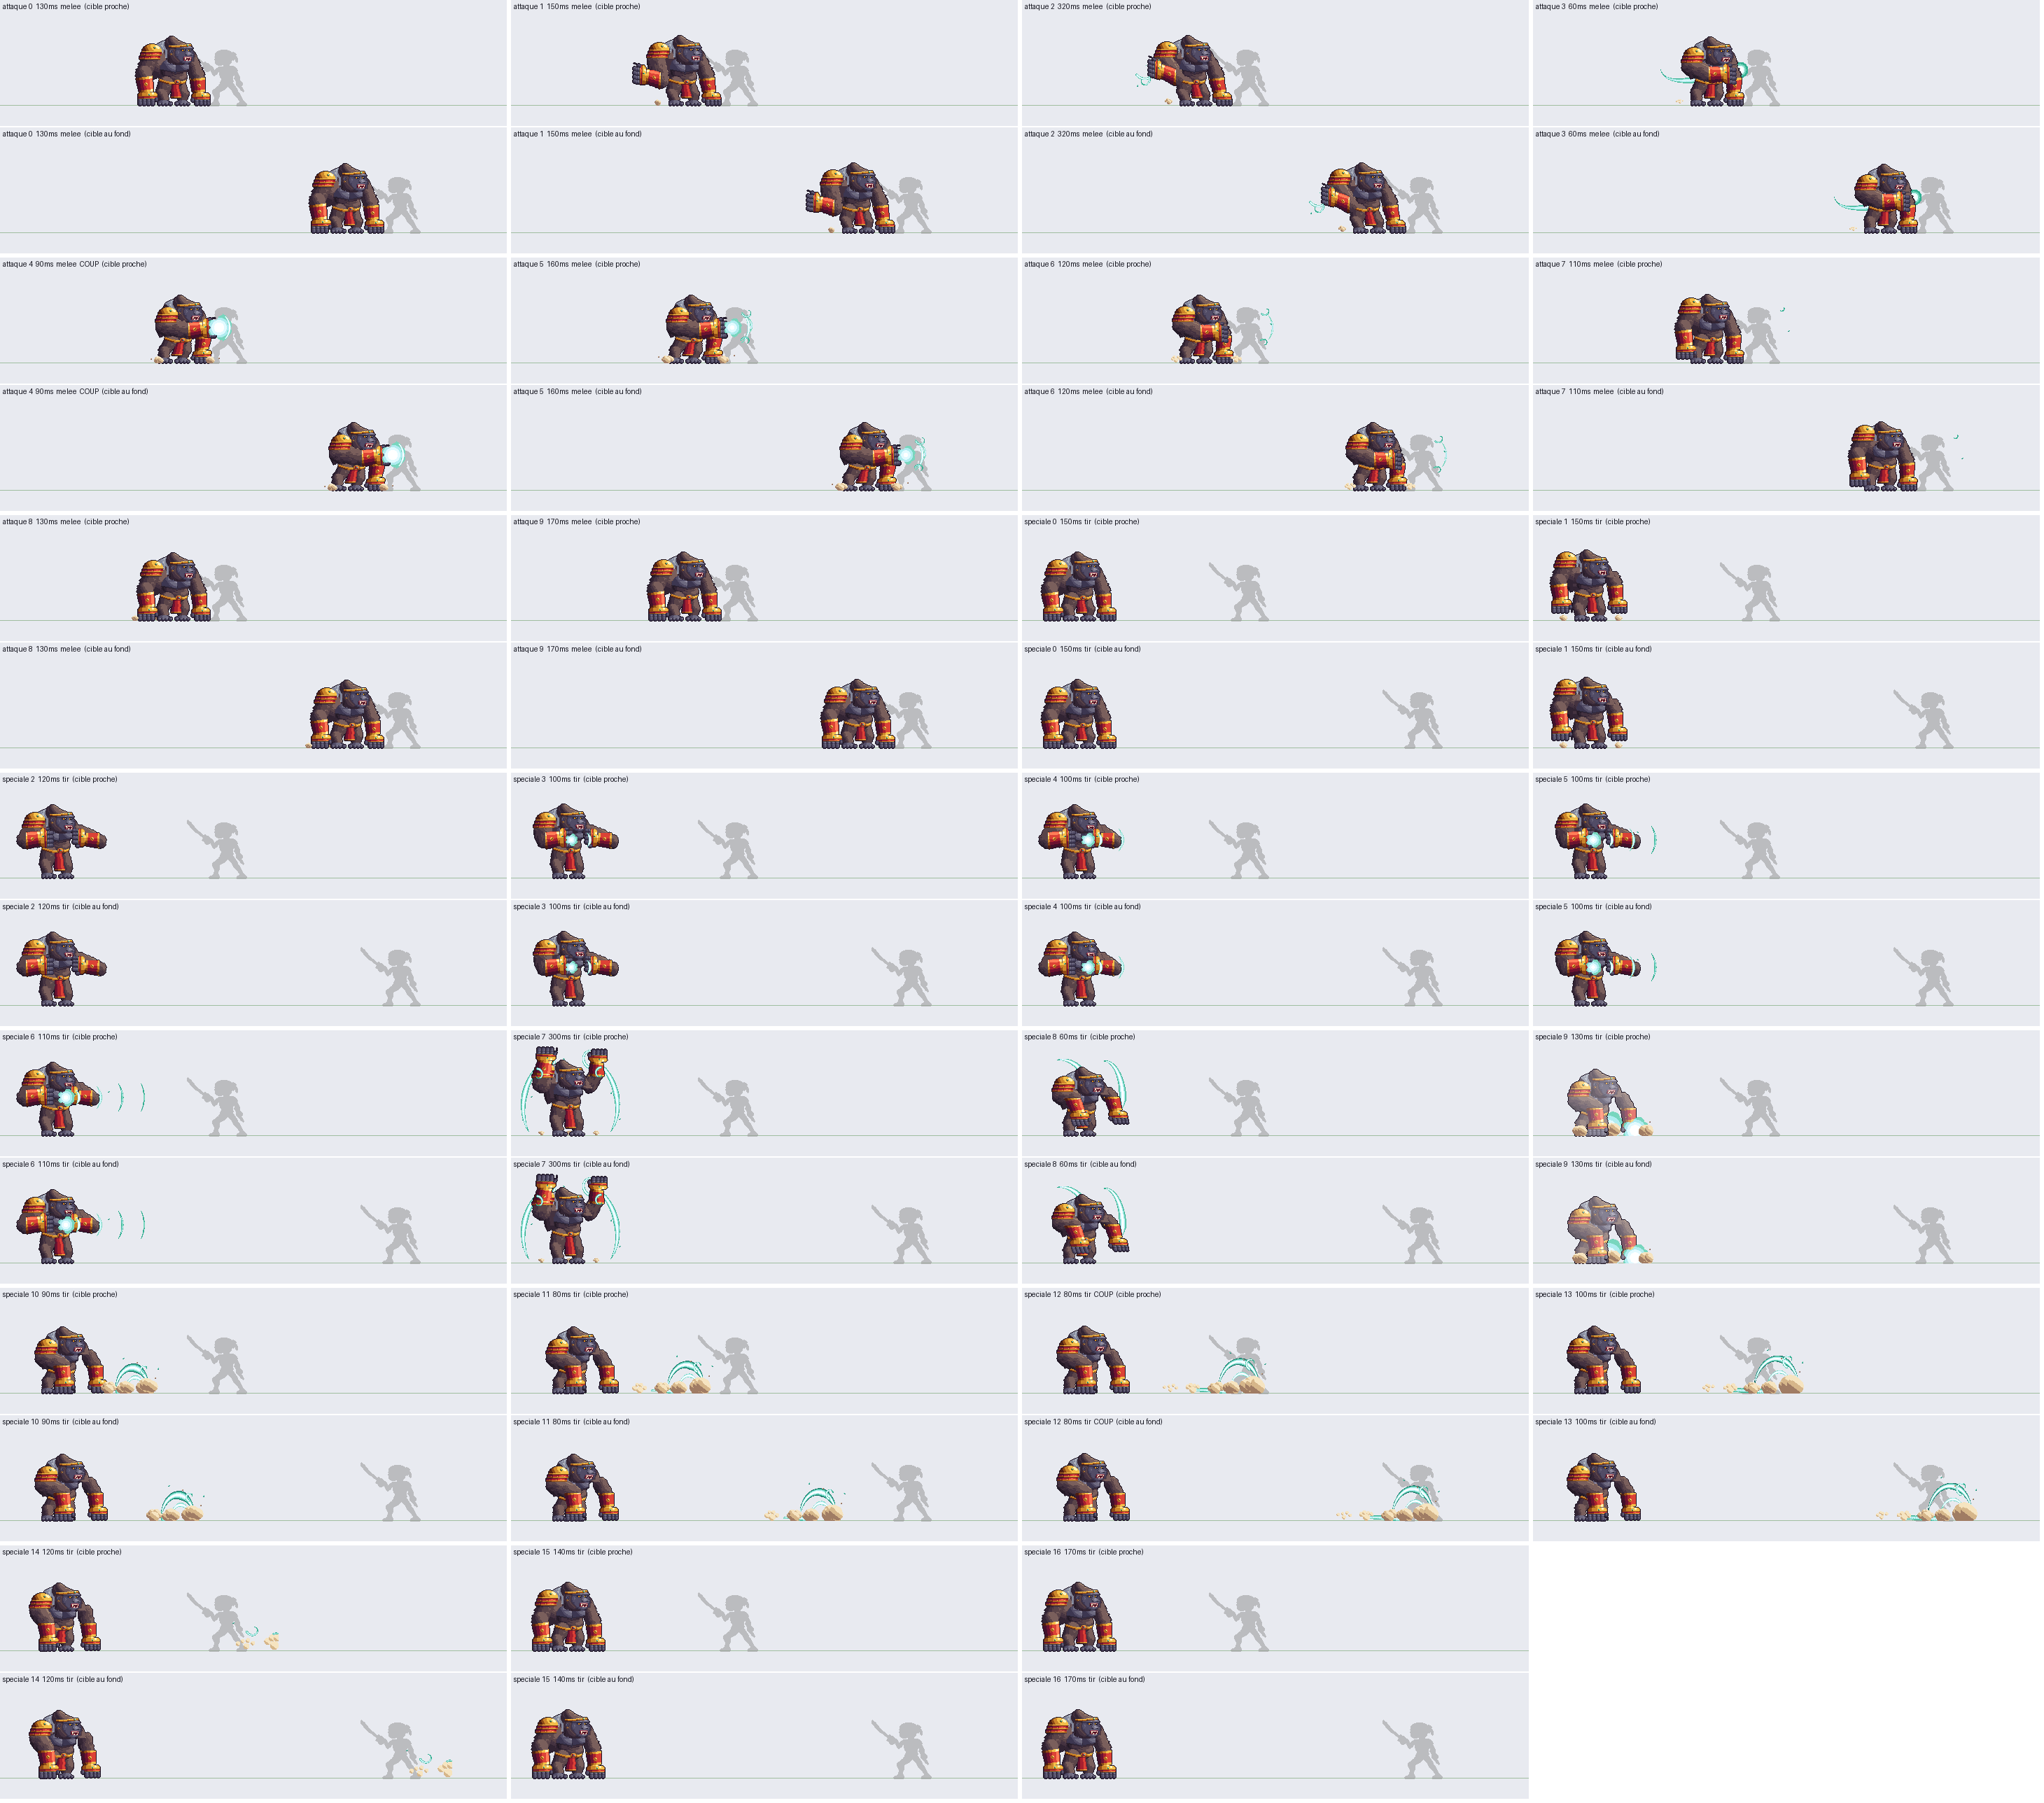 attaque 0 130ms melee (cible proche)
attaque 1 150ms melee (cible proche)
attaque 2 320ms melee (cible proche)
attaque 3 60ms melee (cible proche)
attaque 0 130ms melee (cible au fond)
attaque 1 150ms melee (cible au fond)
attaque 2 320ms melee (cible au fond)
attaque 3 60ms melee (cible au fond)
attaque 4 90ms melee COUP (cible proche)
attaque 5 160ms melee (cible proche)
attaque 6 120ms melee (cible proche)
attaque 7 110ms melee (cible proche)
attaque 4 90ms melee COUP (cible au fond)
attaque 5 160ms melee (cible au fond)
attaque 6 120ms melee (cible au fond)
attaque 7 110ms melee (cible au fond)
attaque 8 130ms melee (cible proche)
attaque 9 170ms melee (cible proche)
speciale 0 150ms tir (cible proche)
speciale 1 150ms tir (cible proche)
attaque 8 130ms melee (cible au fond)
attaque 9 170ms melee (cible au fond)
speciale 0 150ms tir (cible au fond)
speciale 1 150ms tir (cible au fond)
speciale 2 120ms tir (cible proche)
speciale 3 100ms tir (cible proche)
speciale 4 100ms tir (cible proche)
speciale 5 100ms tir (cible proche)
speciale 2 120ms tir (cible au fond)
speciale 3 100ms tir (cible au fond)
speciale 4 100ms tir (cible au fond)
speciale 5 100ms tir (cible au fond)
speciale 6 110ms tir (cible proche)
speciale 7 300ms tir (cible proche)
speciale 8 60ms tir (cible proche)
speciale 9 130ms tir (cible proche)
speciale 6 110ms tir (cible au fond)
speciale 7 300ms tir (cible au fond)
speciale 8 60ms tir (cible au fond)
speciale 9 130ms tir (cible au fond)
speciale 10 90ms tir (cible proche)
speciale 11 80ms tir (cible proche)
speciale 12 80ms tir COUP (cible proche)
speciale 13 100ms tir (cible proche)
speciale 10 90ms tir (cible au fond)
speciale 11 80ms tir (cible au fond)
speciale 12 80ms tir COUP (cible au fond)
speciale 13 100ms tir (cible au fond)
speciale 14 120ms tir (cible proche)
speciale 15 140ms tir (cible proche)
speciale 16 170ms tir (cible proche)
speciale 14 120ms tir (cible au fond)
speciale 15 140ms tir (cible au fond)
speciale 16 170ms tir (cible au fond)